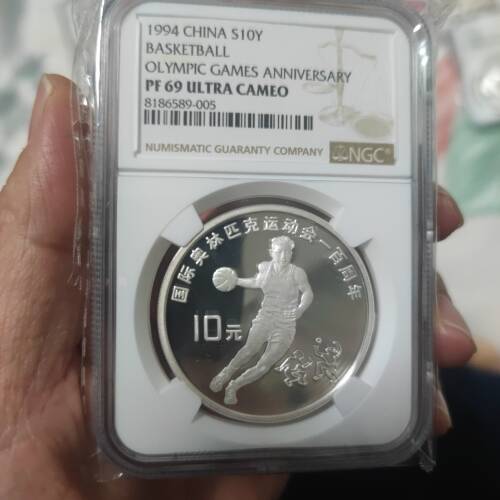 1994 CHINA S10Y
BASKETBALL
OLYMPIC GAMES ANNIVERSARY
PF 69 ULTRA CAMEO
8186589-005
NUMISMATIC GUARANTY COMPANY
NGC
国际奥林匹克运动会一百周年
10元